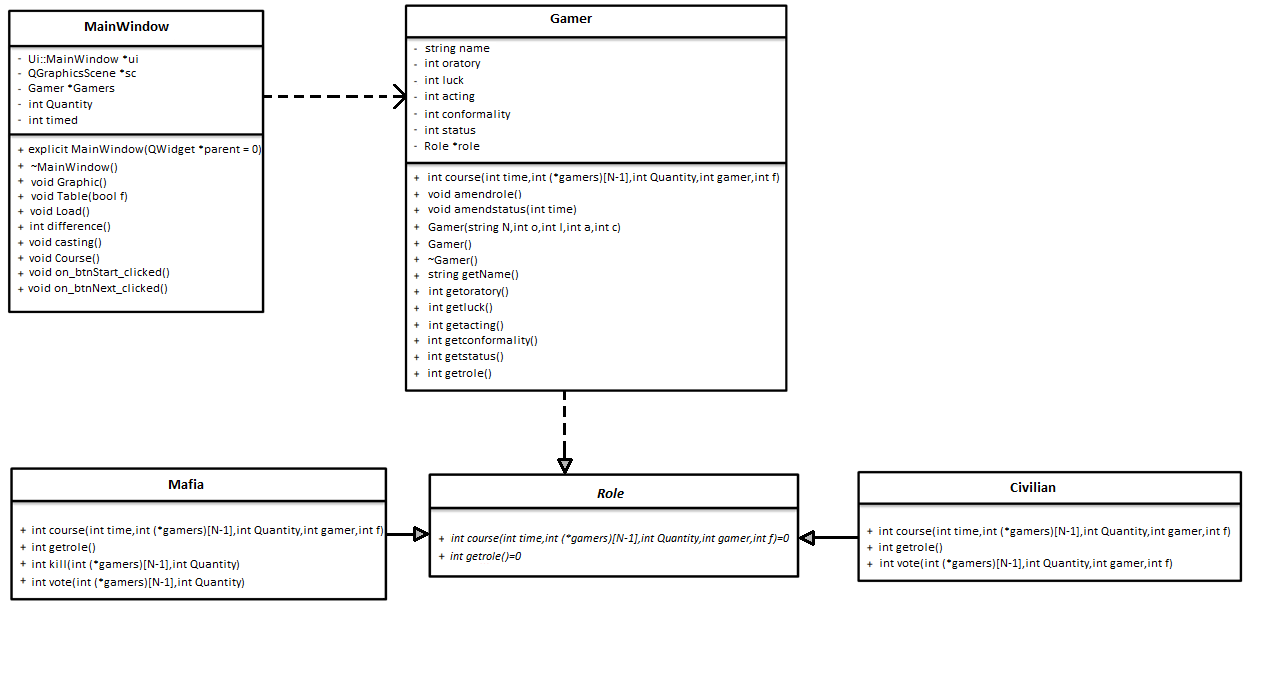 MainWindow
- Ui::MainWindow *ui
- QGraphicsScene *sc
- Gamer *Gamers
- int Quantity
- int timed
+ explicit MainWindow(QWidget *parent = 0)
+ ~MainWindow()
+ void Graphic()
+ void Table(bool f)
+ void Load()
+ int difference()
+ void casting()
+ void Course()
+ void on_btnStart_clicked()
+ void on_btnNext_clicked()
Gamer
- string name
- int oratory
- int luck
- int acting
- int conformality
- int status
- Role *role
+ int course(int time,int (*gamers)[N-1],int Quantity,int gamer,int f)
+ void amendrole()
+ void amendstatus(int time)
+ Gamer(string N,int o,int l,int a,int c)
+ Gamer()
+ ~Gamer()
+ string getName()
+ int getoratory()
+ int getluck()
+ int getacting()
+ int getconformality()
+ int getstatus()
+ int getrole()
Mafia
+ int course(int time,int (*gamers)[N-1],int Quantity,int gamer,int f)
+ int getrole()
+ int kill(int (*gamers)[N-1],int Quantity)
+ int vote(int (*gamers)[N-1],int Quantity)
Role
+ int course(int time,int (*gamers)[N-1],int Quantity,int gamer,int f)=0
+ int getrole()=0
Civilian
+ int course(int time,int (*gamers)[N-1],int Quantity,int gamer,int f)
+ int getrole()
+ int vote(int (*gamers)[N-1],int Quantity,int gamer,int f)